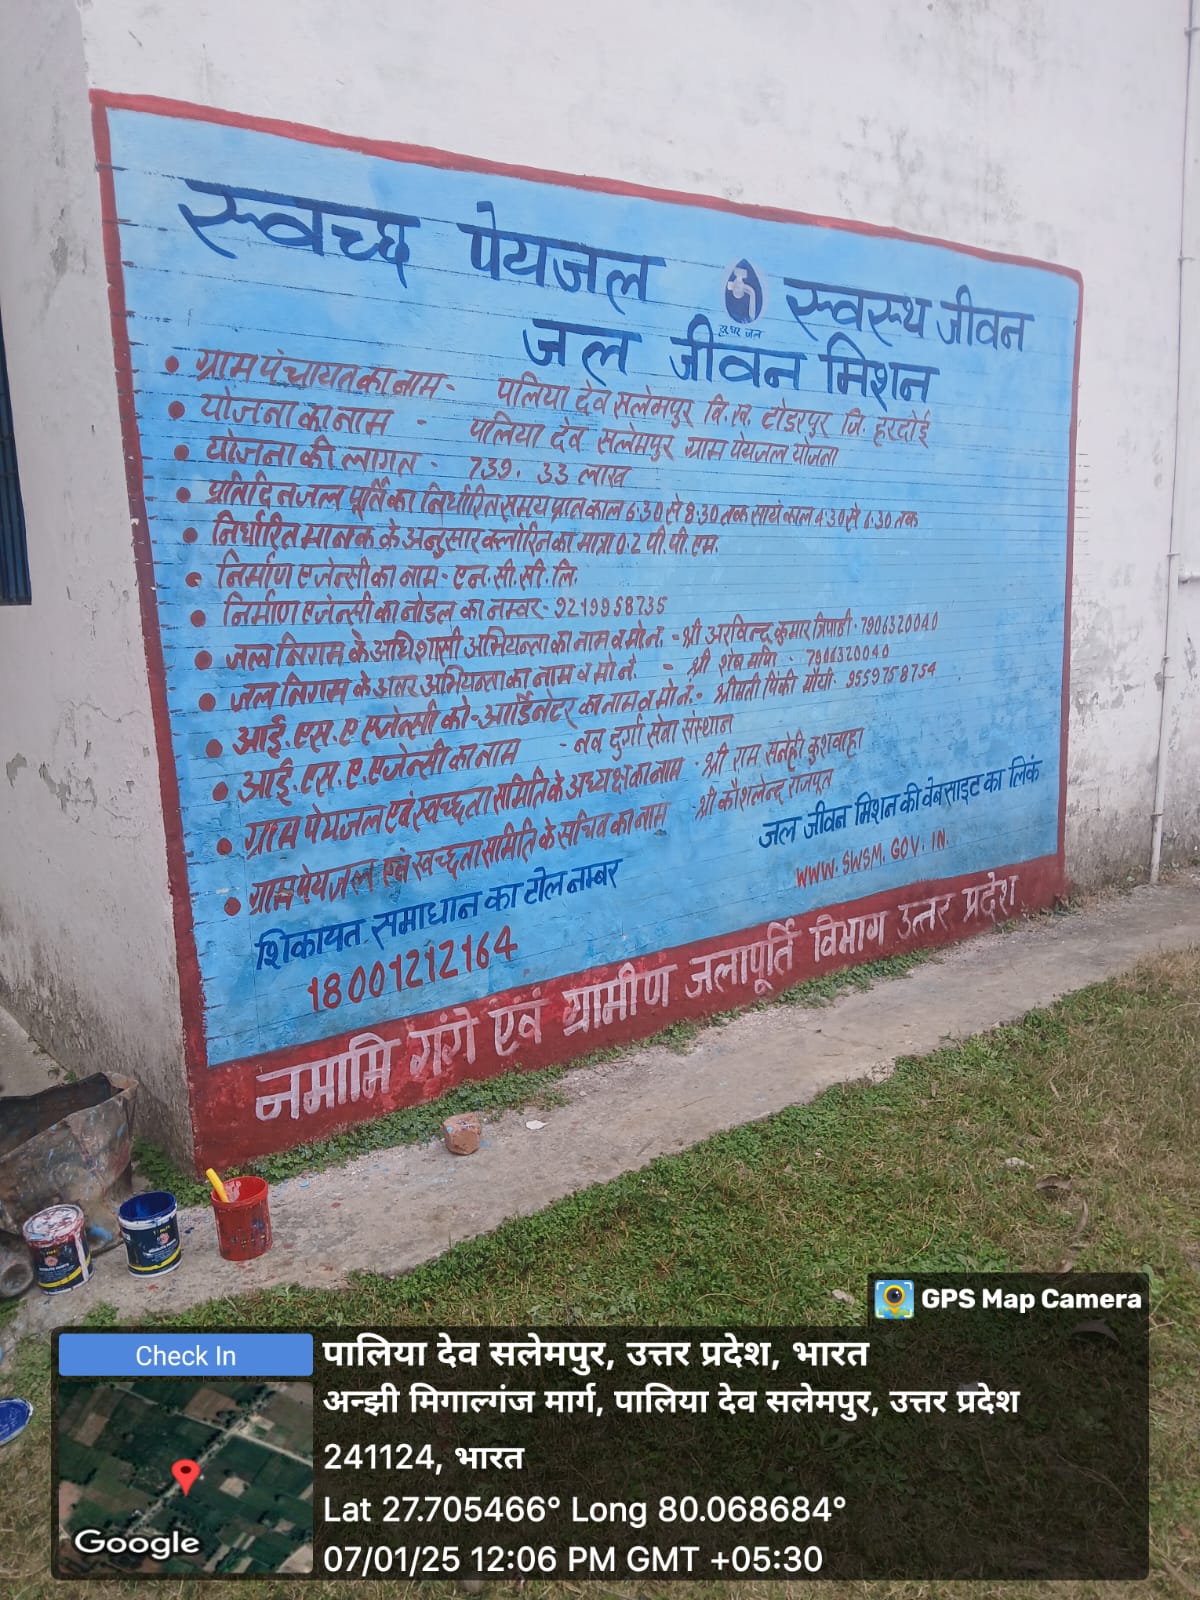 स्वच्छ पेयजल स्वस्थ जीवन
हर घर जल
जल जीवन मिशन
• ग्राम पंचायत का नाम - पलिया देव सलेमपुर वि.ख. टोडरपुर जि. हरदोई
• योजना का नाम - पलिया देव सलेमपुर ग्राम पेयजल योजना
• योजना की लागत - 739.33 लाख
• प्रतिदिन जल पूर्ति का निर्धारित समय प्रातः काल 6:30 से 8:30 तक सायं काल 4:30 से 6:30 तक
• निर्धारित मानक के अनुसार क्लोरिन का मात्रा 0.2 पी.पी.एम.
• निर्माण एजेन्सी का नाम - एन.सी.सी.लि.
• निर्माण एजेन्सी का नोडल का नम्बर - 9219958735
• जल निगम के अधिशासी अभियन्ता का नाम व मो.नं. - श्री अरविन्द कुमार त्रिपाठी - 7906320040
• जल निगम के अवर अभियन्ता का नाम व मो.नं. - श्री शेष मणि - 7906320040
• आई.एस.ए एजेन्सी को-आर्डिनेटर का नाम व मो.नं. - श्रीमती पिंकी मौर्या - 9559758754
• आई.एस.ए.एजेन्सी का नाम - नव दुर्गा सेवा संस्थान
• ग्राम पेयजल एवं स्वच्छता समिति के अध्यक्ष का नाम - श्री राम सनेही कुशवाहा
• ग्राम पेयजल एवं स्वच्छता समिति के सचिव का नाम - श्री कौशलेन्द्र राजपूत
शिकायत समाधान का टोल नम्बर
18001212164
जल जीवन मिशन की वेबसाइट का लिंक
WWW.SWSM.GOV.IN.
नमामि गंगे एवं ग्रामीण जलापूर्ति विभाग उत्तर प्रदेश
GPS Map Camera
Check In
पालिया देव सलेमपुर, उत्तर प्रदेश, भारत
अन्झी मिगाल्गंज मार्ग, पालिया देव सलेमपुर, उत्तर प्रदेश
241124, भारत
Lat 27.705466° Long 80.068684°
07/01/25 12:06 PM GMT +05:30
Google